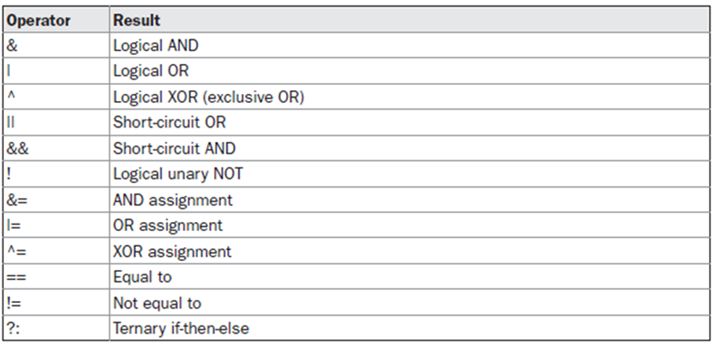 Operator Result
& Logical AND
| Logical OR
^ Logical XOR (exclusive OR)
|| Short-circuit OR
&& Short-circuit AND
! Logical unary NOT
&= AND assignment
|= OR assignment
^= XOR assignment
== Equal to
!= Not equal to
?: Ternary if-then-else